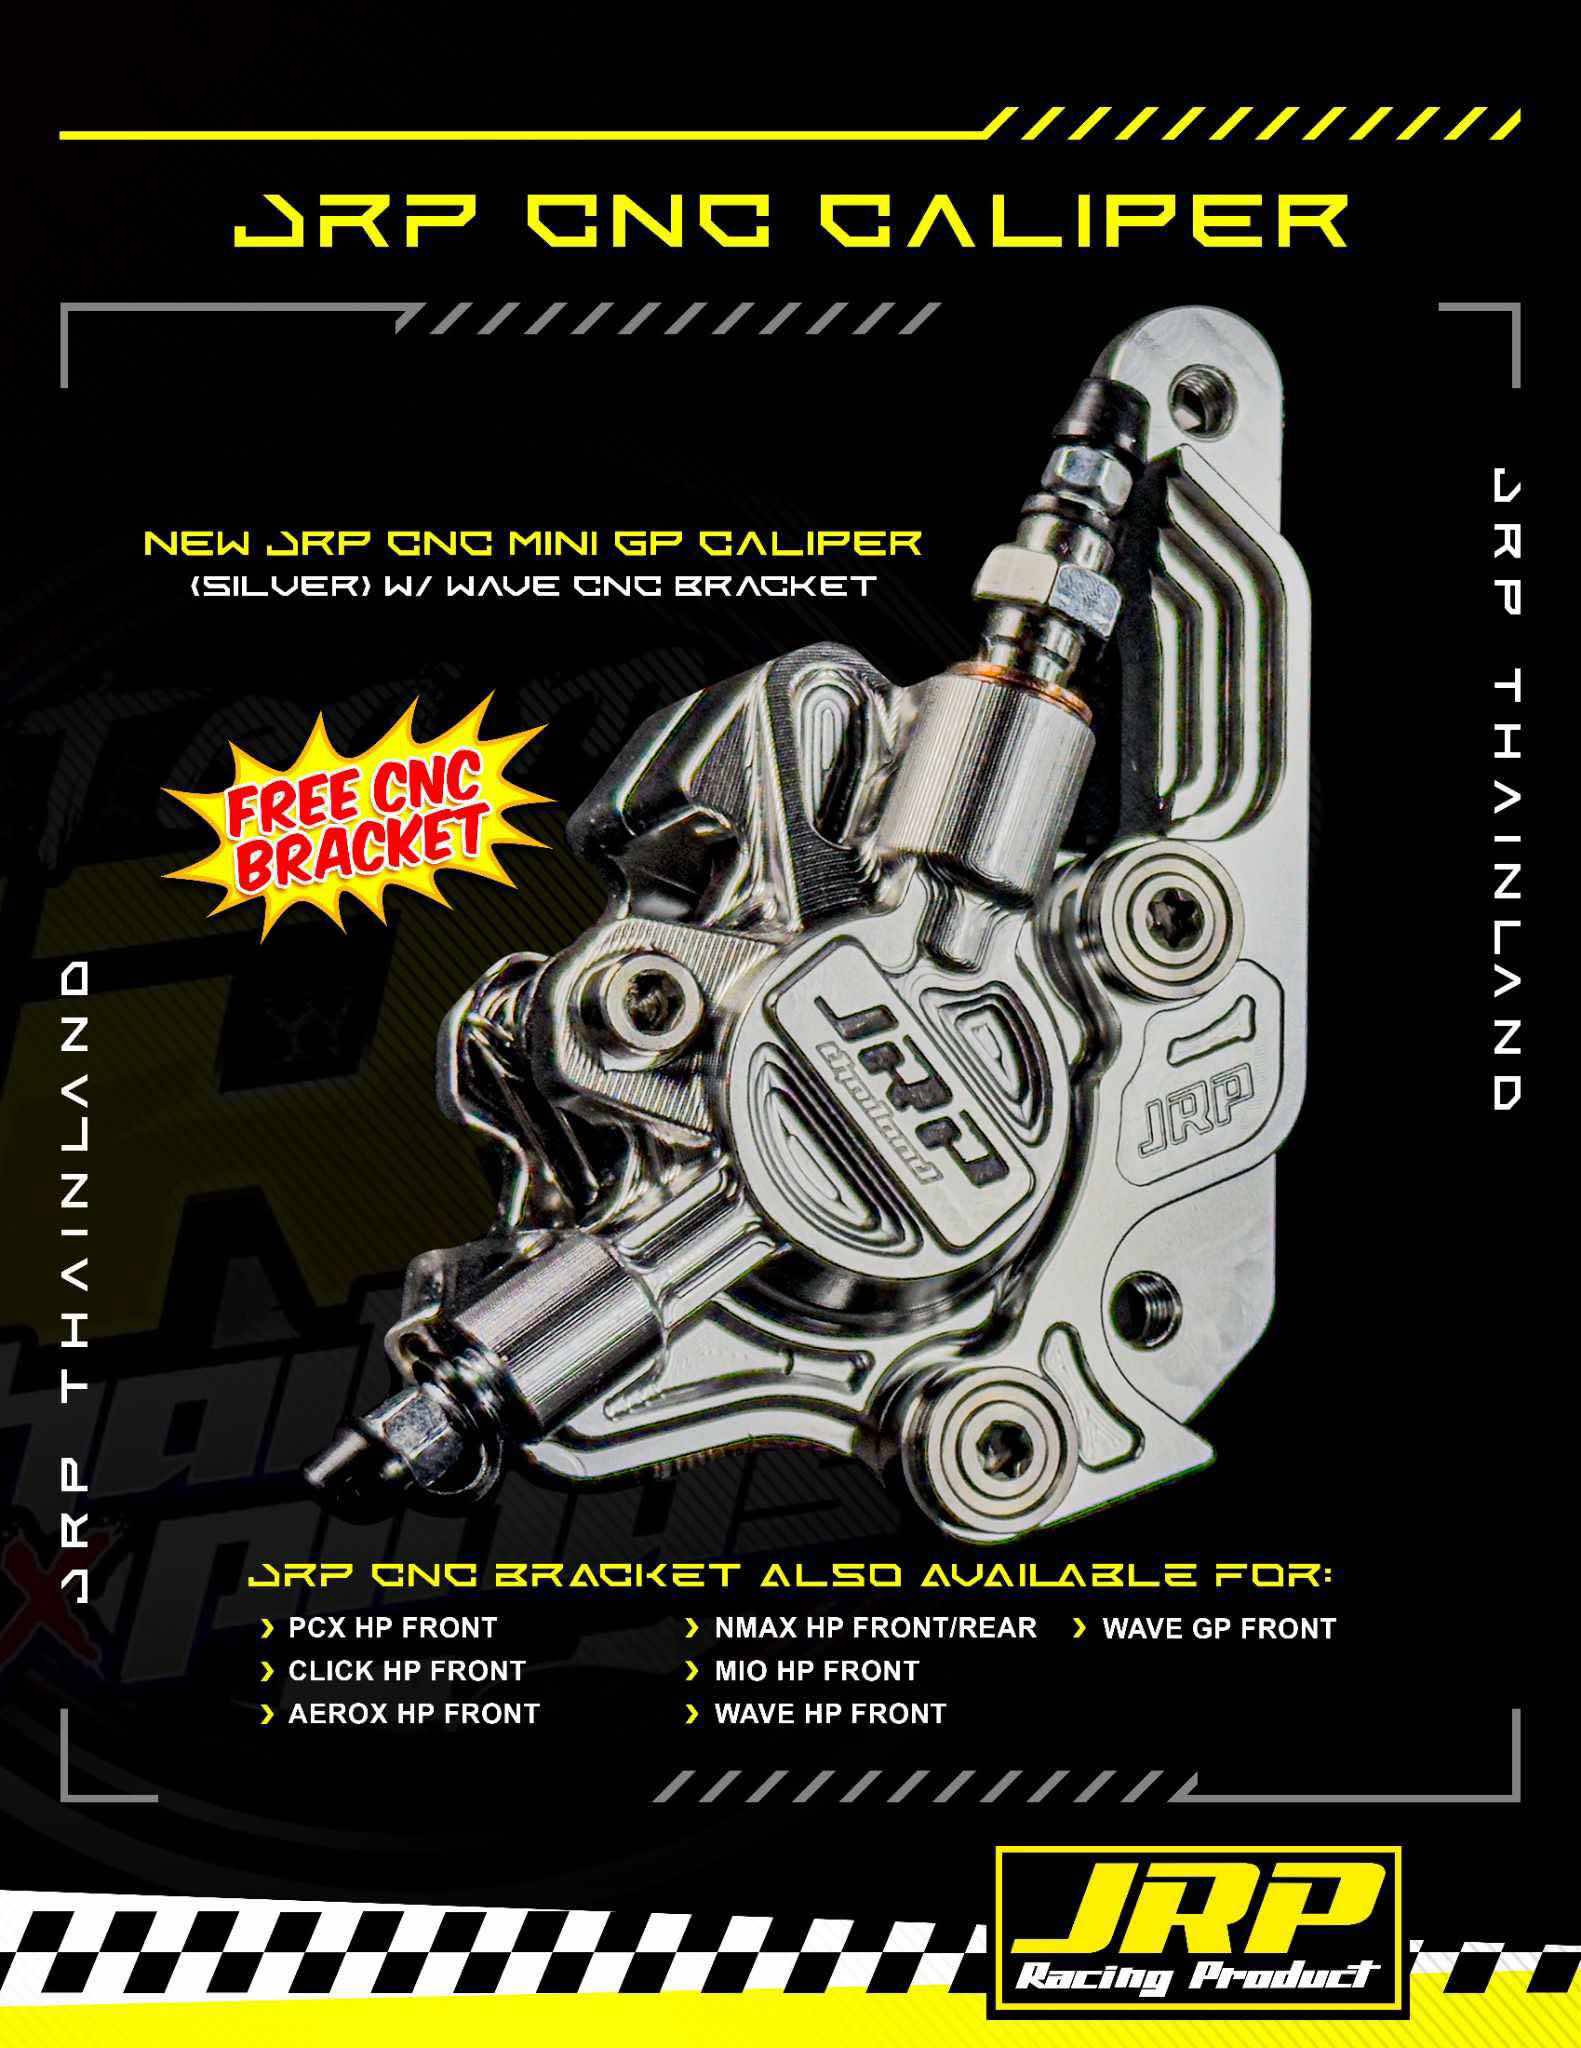 JRP CNC CALIPER
NEW JRP CNC MINI GP CALIPER
(SILVER) W/ WAVE CNC BRACKET
FREE CNC
BRACKET
JRP THAINLAND
JRP THAINLAND
JRP
thailand
JRP
JRP CNC BRACKET ALSO AVAILABLE FOR:
› PCX HP FRONT
› CLICK HP FRONT
› AEROX HP FRONT
› NMAX HP FRONT/REAR
› MIO HP FRONT
› WAVE HP FRONT
› WAVE GP FRONT
JRP
Racing Product